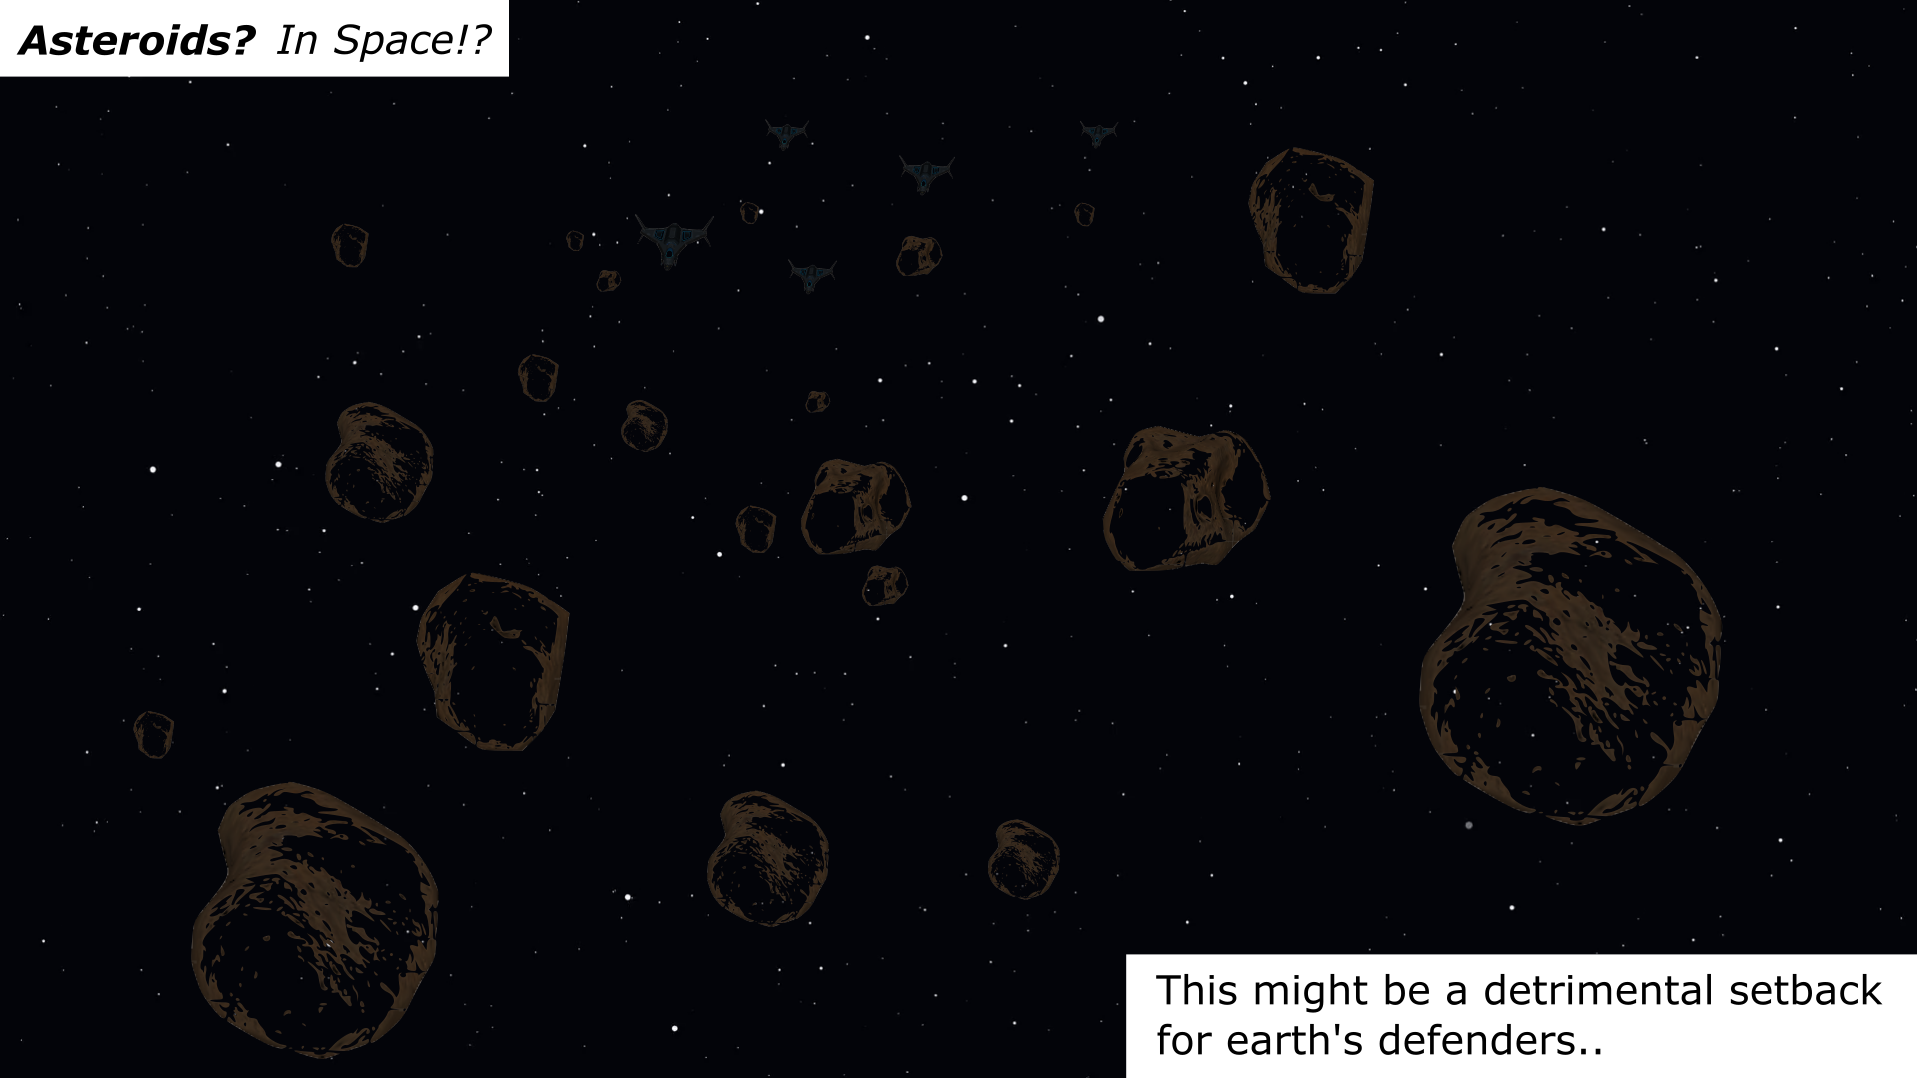 Asteroids? In Space!?
This might be a detrimental setback
for earth's defenders..